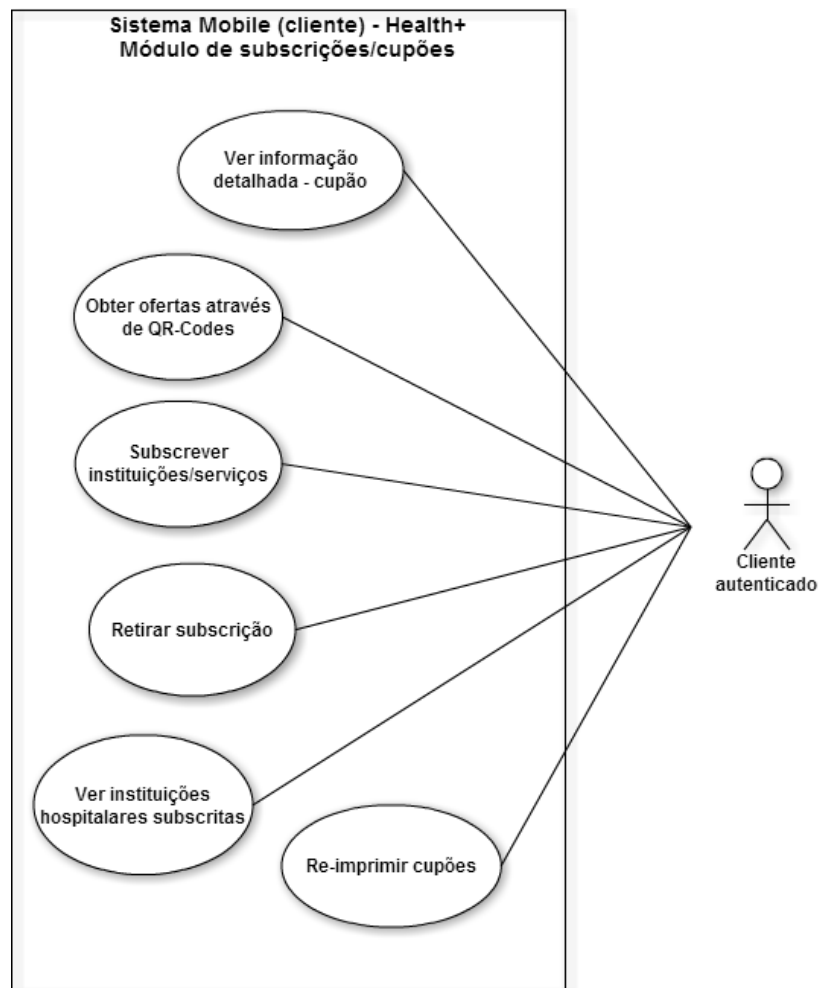 Sistema Mobile (cliente) - Health+
Módulo de subscrições/cupões
Ver informação
detalhada - cupão
Obter ofertas através
de QR-Codes
Subscrever
instituições/serviços
Cliente
autenticado
Retirar subscrição
Ver instituições
hospitalares subscritas
Re-imprimir cupões